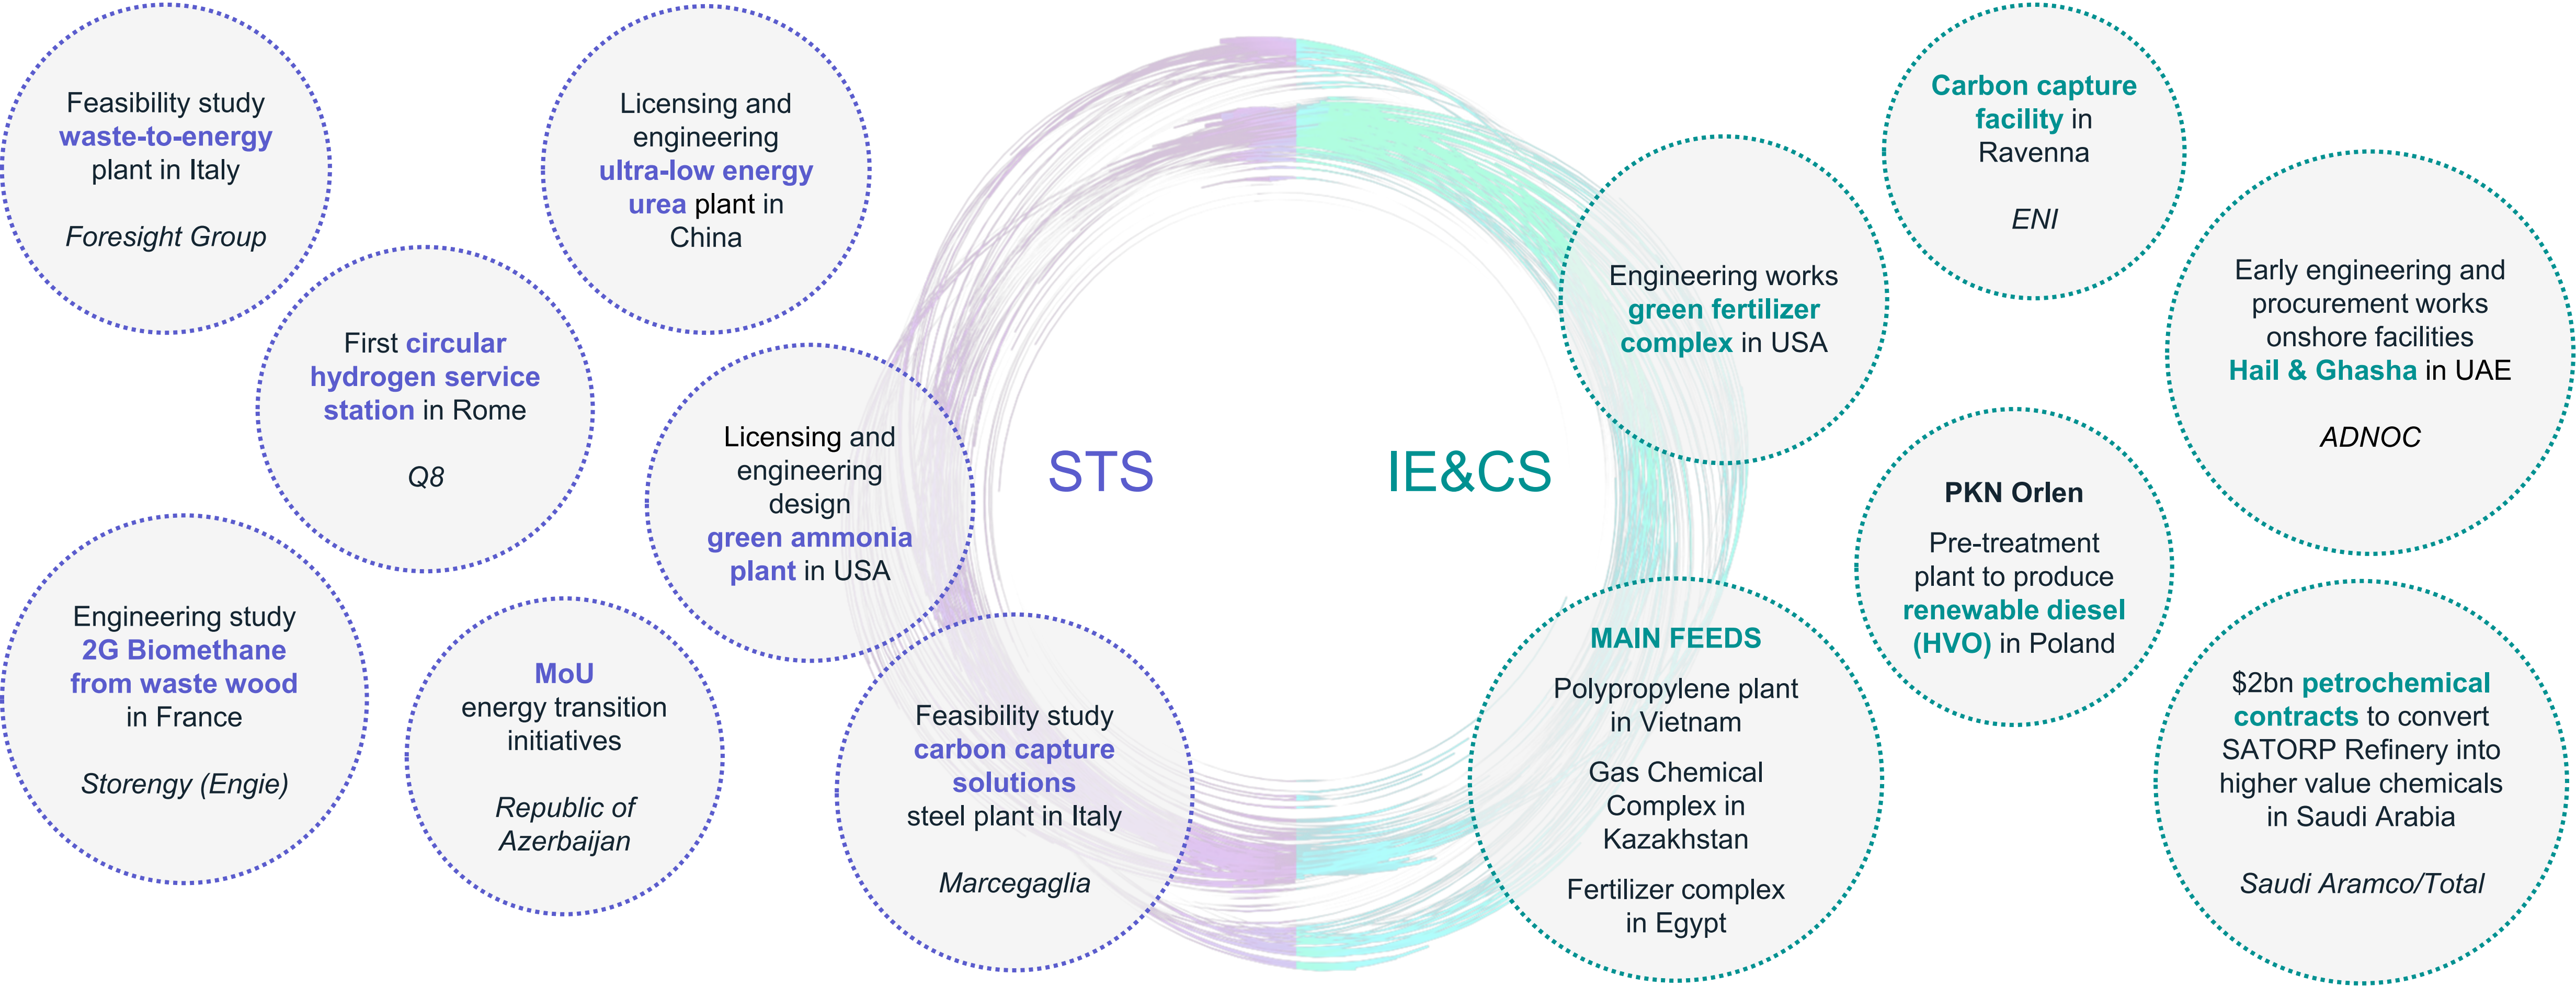 Feasibility study
waste-to-energy
plant in Italy
Foresight Group
Licensing and
engineering
ultra-low energy
urea plant in
China
First circular
hydrogen service
station in Rome
Q8
Licensing and
engineering
design
green ammonia
plant in USA
Engineering study
2G Biomethane
from waste wood
in France
Storengy (Engie)
MoU
energy transition
initiatives
Republic of
Azerbaijan
Feasibility study
carbon capture
solutions
steel plant in Italy
Marcegaglia
STS
IE&CS
Engineering works
green fertilizer
complex in USA
Carbon capture
facility in
Ravenna
ENI
Early engineering and
procurement works
onshore facilities
Hail & Ghasha in UAE
ADNOC
PKN Orlen
Pre-treatment
plant to produce
renewable diesel
(HVO) in Poland
MAIN FEEDS
Polypropylene plant
in Vietnam
Gas Chemical
Complex in
Kazakhstan
Fertilizer complex
in Egypt
$2bn petrochemical
contracts to convert
SATORP Refinery into
higher value chemicals
in Saudi Arabia
Saudi Aramco/Total